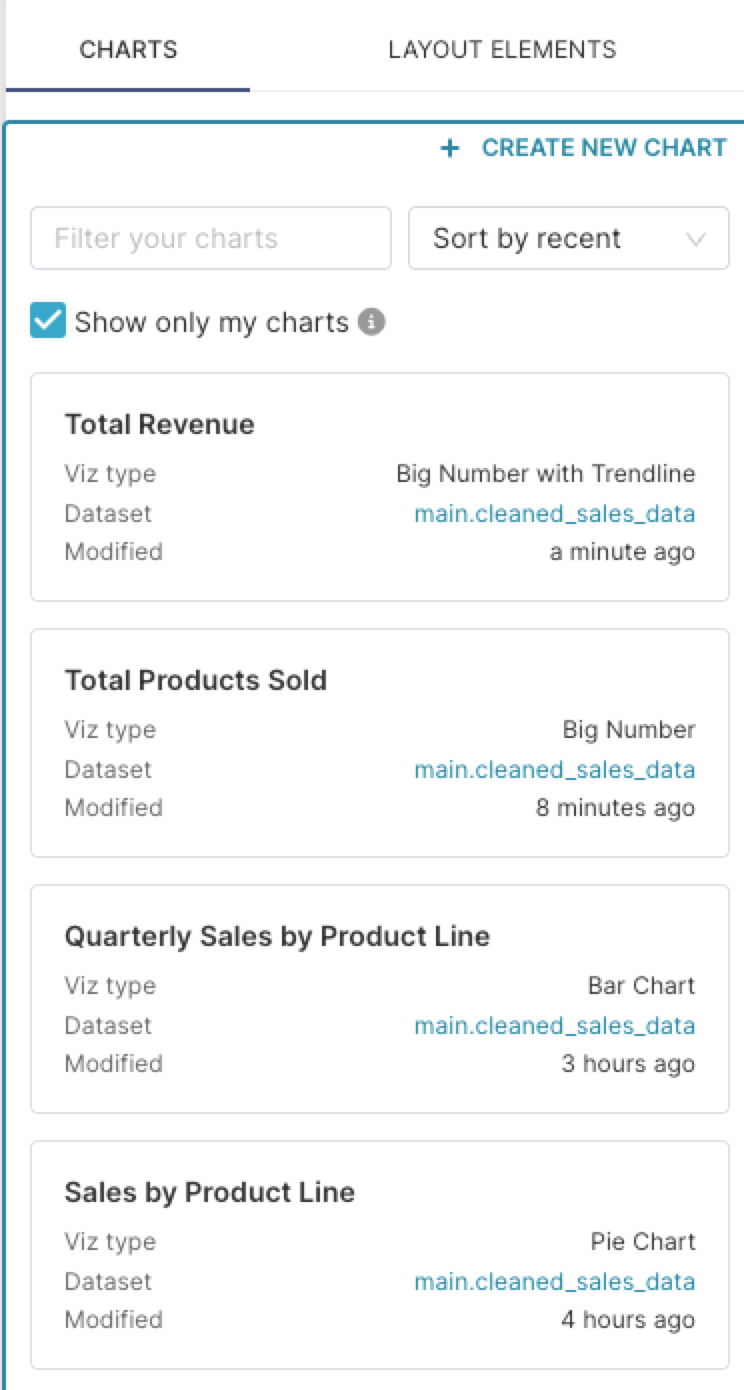 CHARTS LAYOUT ELEMENTS
+ CREATE NEW CHART
Filter your charts Sort by recent
Show only my charts
Total Revenue
Viz type Big Number with Trendline
Dataset main.cleaned_sales_data
Modified a minute ago
Total Products Sold
Viz type Big Number
Dataset main.cleaned_sales_data
Modified 8 minutes ago
Quarterly Sales by Product Line
Viz type Bar Chart
Dataset main.cleaned_sales_data
Modified 3 hours ago
Sales by Product Line
Viz type Pie Chart
Dataset main.cleaned_sales_data
Modified 4 hours ago